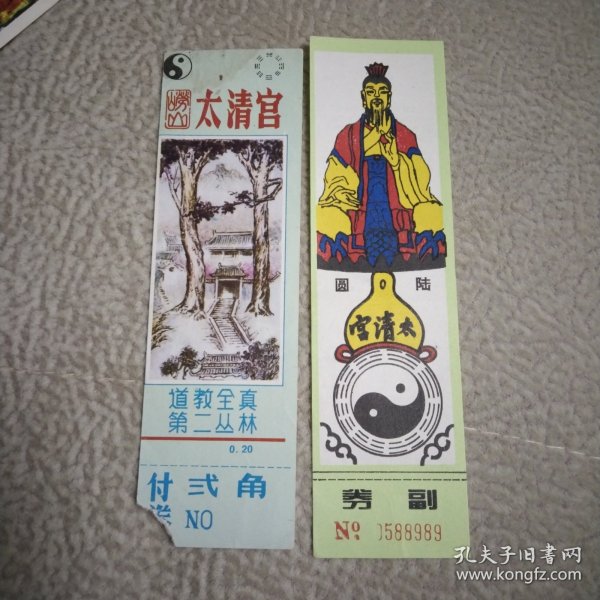 崂山
太清宫
道教全真
第二丛林
0.20
付 弍角
券 NO
圆 陆
太清宫
券 副
№ 0588989
孔夫子旧书网
www.kongfz.com